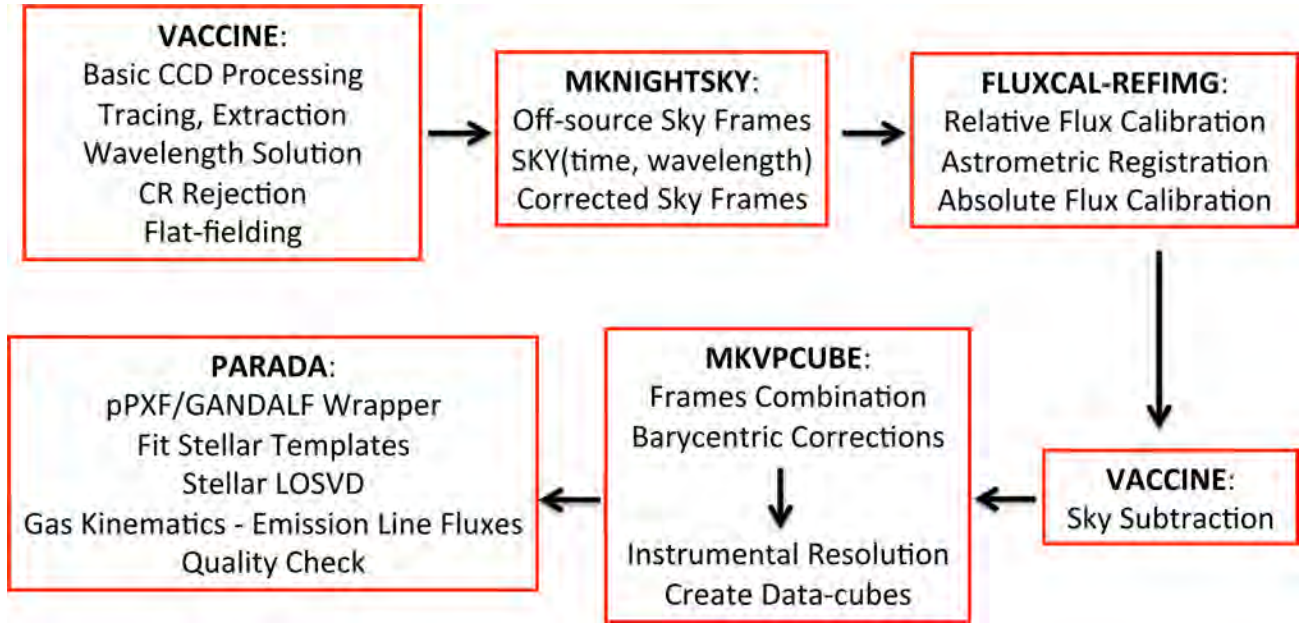 VACCINE:
Basic CCD Processing
Tracing, Extraction
Wavelength Solution
CR Rejection
Flat-fielding
MKNIGHTSKY:
Off-source Sky Frames
SKY(time, wavelength)
Corrected Sky Frames
FLUXCAL-REFIMG:
Relative Flux Calibration
Astrometric Registration
Absolute Flux Calibration
VACCINE:
Sky Subtraction
MKVPCUBE:
Frames Combination
Barycentric Corrections
Instrumental Resolution
Create Data-cubes
PARADA:
pPXF/GANDALF Wrapper
Fit Stellar Templates
Stellar LOSVD
Gas Kinematics - Emission Line Fluxes
Quality Check